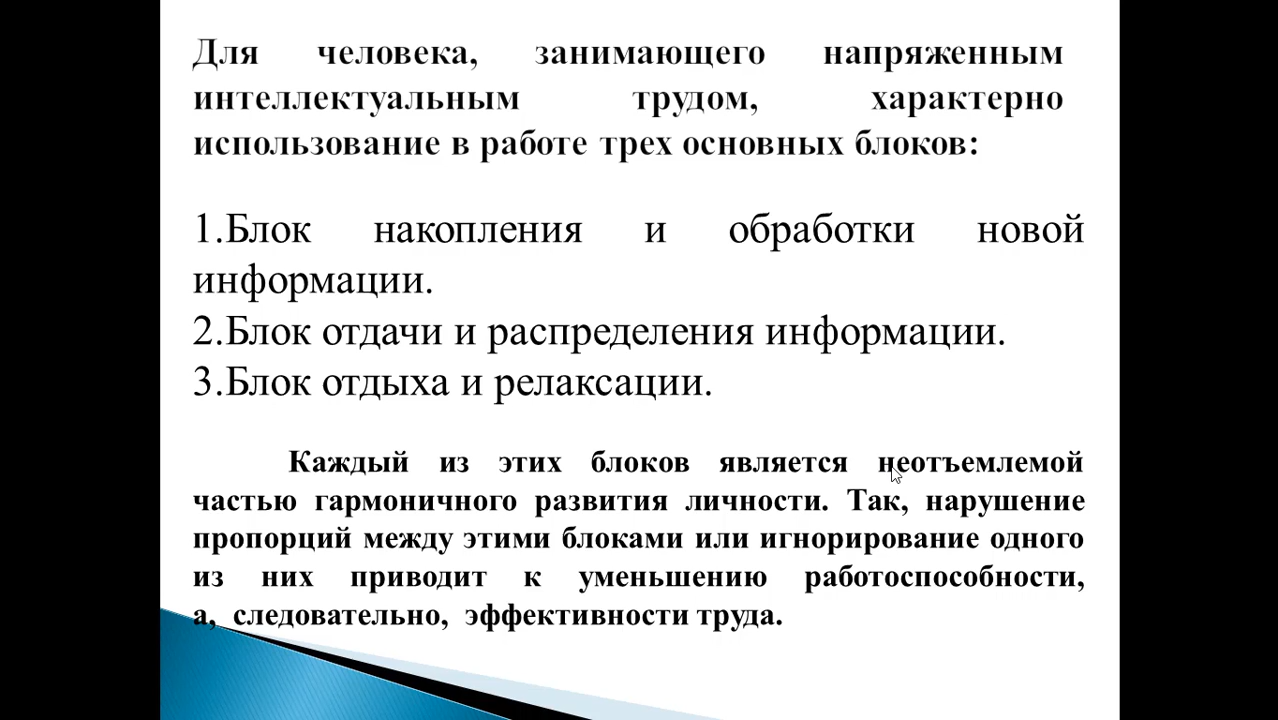 Для человека, занимающего напряженным
интеллектуальным трудом, характерно
использование в работе трех основных блоков:
1.Блок накопления и обработки новой
информации.
2.Блок отдачи и распределения информации.
3.Блок отдыха и релаксации.
Каждый из этих блоков является неотъемлемой
частью гармоничного развития личности. Так, нарушение
пропорций между этими блоками или игнорирование одного
из них приводит к уменьшению работоспособности,
а, следовательно, эффективности труда.